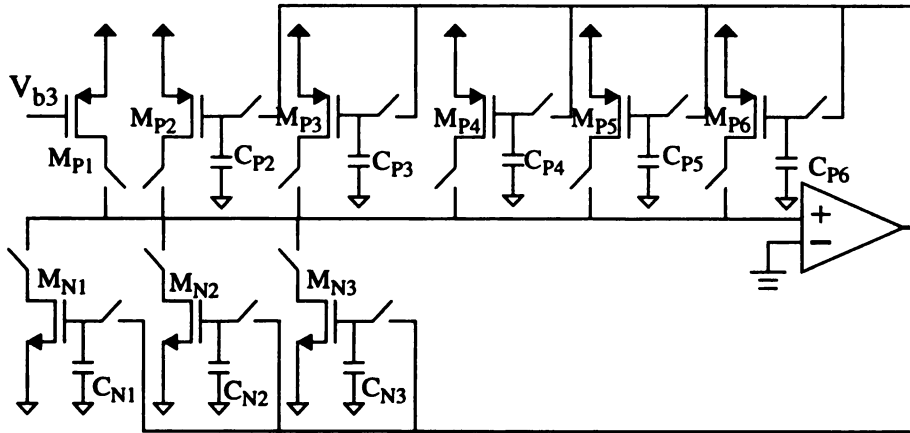 V_b3
M_P1
M_P2
C_P2
M_P3
C_P3
M_P4
C_P4
M_P5
C_P5
M_P6
C_P6
+
−
M_N1
C_N1
M_N2
C_N2
M_N3
C_N3